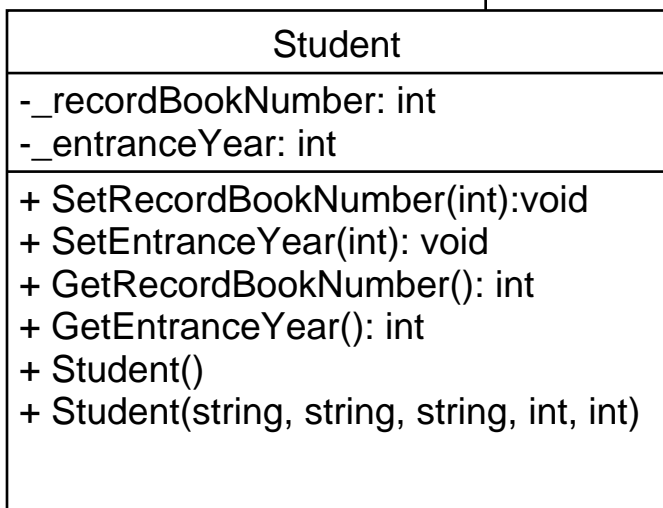 Student
-_recordBookNumber: int
-_entranceYear: int
+ SetRecordBookNumber(int):void
+ SetEntranceYear(int): void
+ GetRecordBookNumber(): int
+ GetEntranceYear(): int
+ Student()
+ Student(string, string, string, int, int)